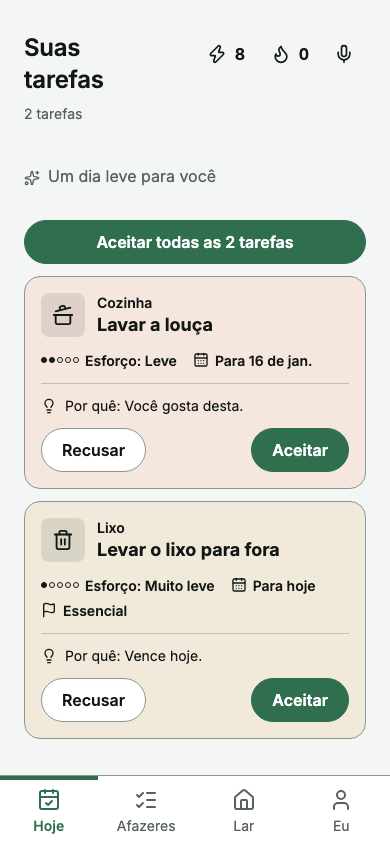 Suas
tarefas
8
0
2 tarefas
Um dia leve para você
Aceitar todas as 2 tarefas
Cozinha
Lavar a louça
Esforço: Leve
Para 16 de jan.
Por quê: Você gosta desta.
Recusar
Aceitar
Lixo
Levar o lixo para fora
Esforço: Muito leve
Para hoje
Essencial
Por quê: Vence hoje.
Recusar
Aceitar
Hoje
Afazeres
Lar
Eu